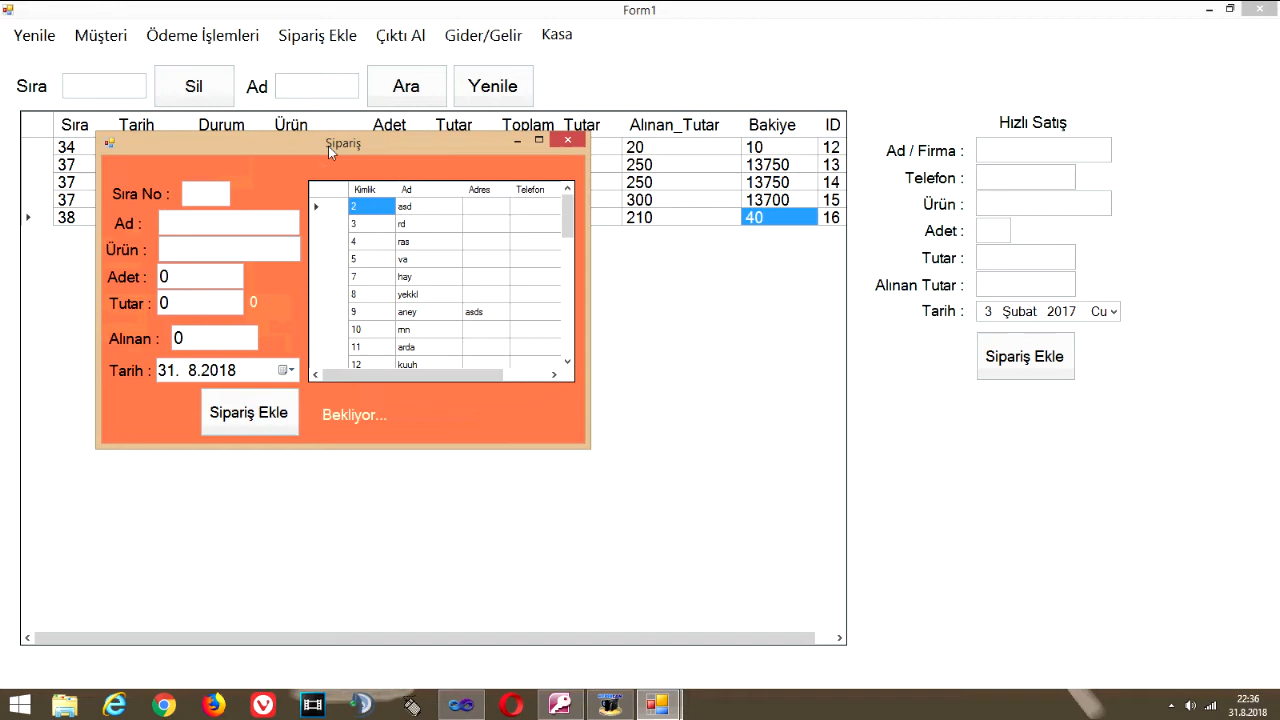 Form1
Yenile Müşteri Ödeme İşlemleri Sipariş Ekle Çıktı Al Gider/Gelir Kasa
Sıra Sil Ad Ara Yenile
Sıra Tarih Durum Ürün Adet Tutar Toplam_Tutar Alınan_Tutar Bakiye ID
34 20 10 12
37 250 13750 13
37 250 13750 14
37 300 13700 15
38 210 40 16
Sipariş
Sıra No :
Ad :
Ürün :
Adet : 0
Tutar : 0 0
Alınan : 0
Tarih : 31. 8.2018
Sipariş Ekle
Bekliyor...
Kimlik Ad Adres Telefon
2 asd
3 rd
4 ras
5 va
7 hay
8 yekkl
9 aney asds
10 mn
11 arda
12 kuuh
Hızlı Satış
Ad / Firma :
Telefon :
Ürün :
Adet :
Tutar :
Alınan Tutar :
Tarih : 3 Şubat 2017 Cu
Sipariş Ekle
22:36
31.8.2018